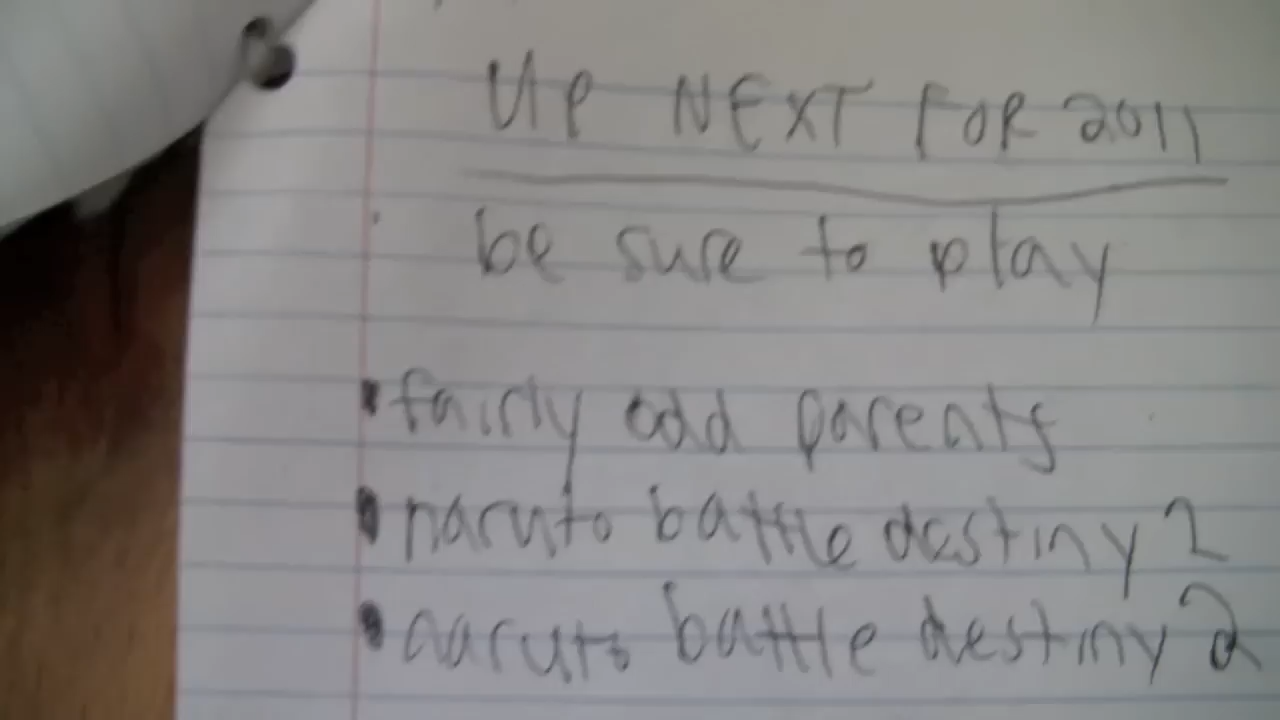 UP NEXT FOR 2011
be sure to play
• fairly odd parents
• naruto battle destiny 2
• naruto battle destiny 2